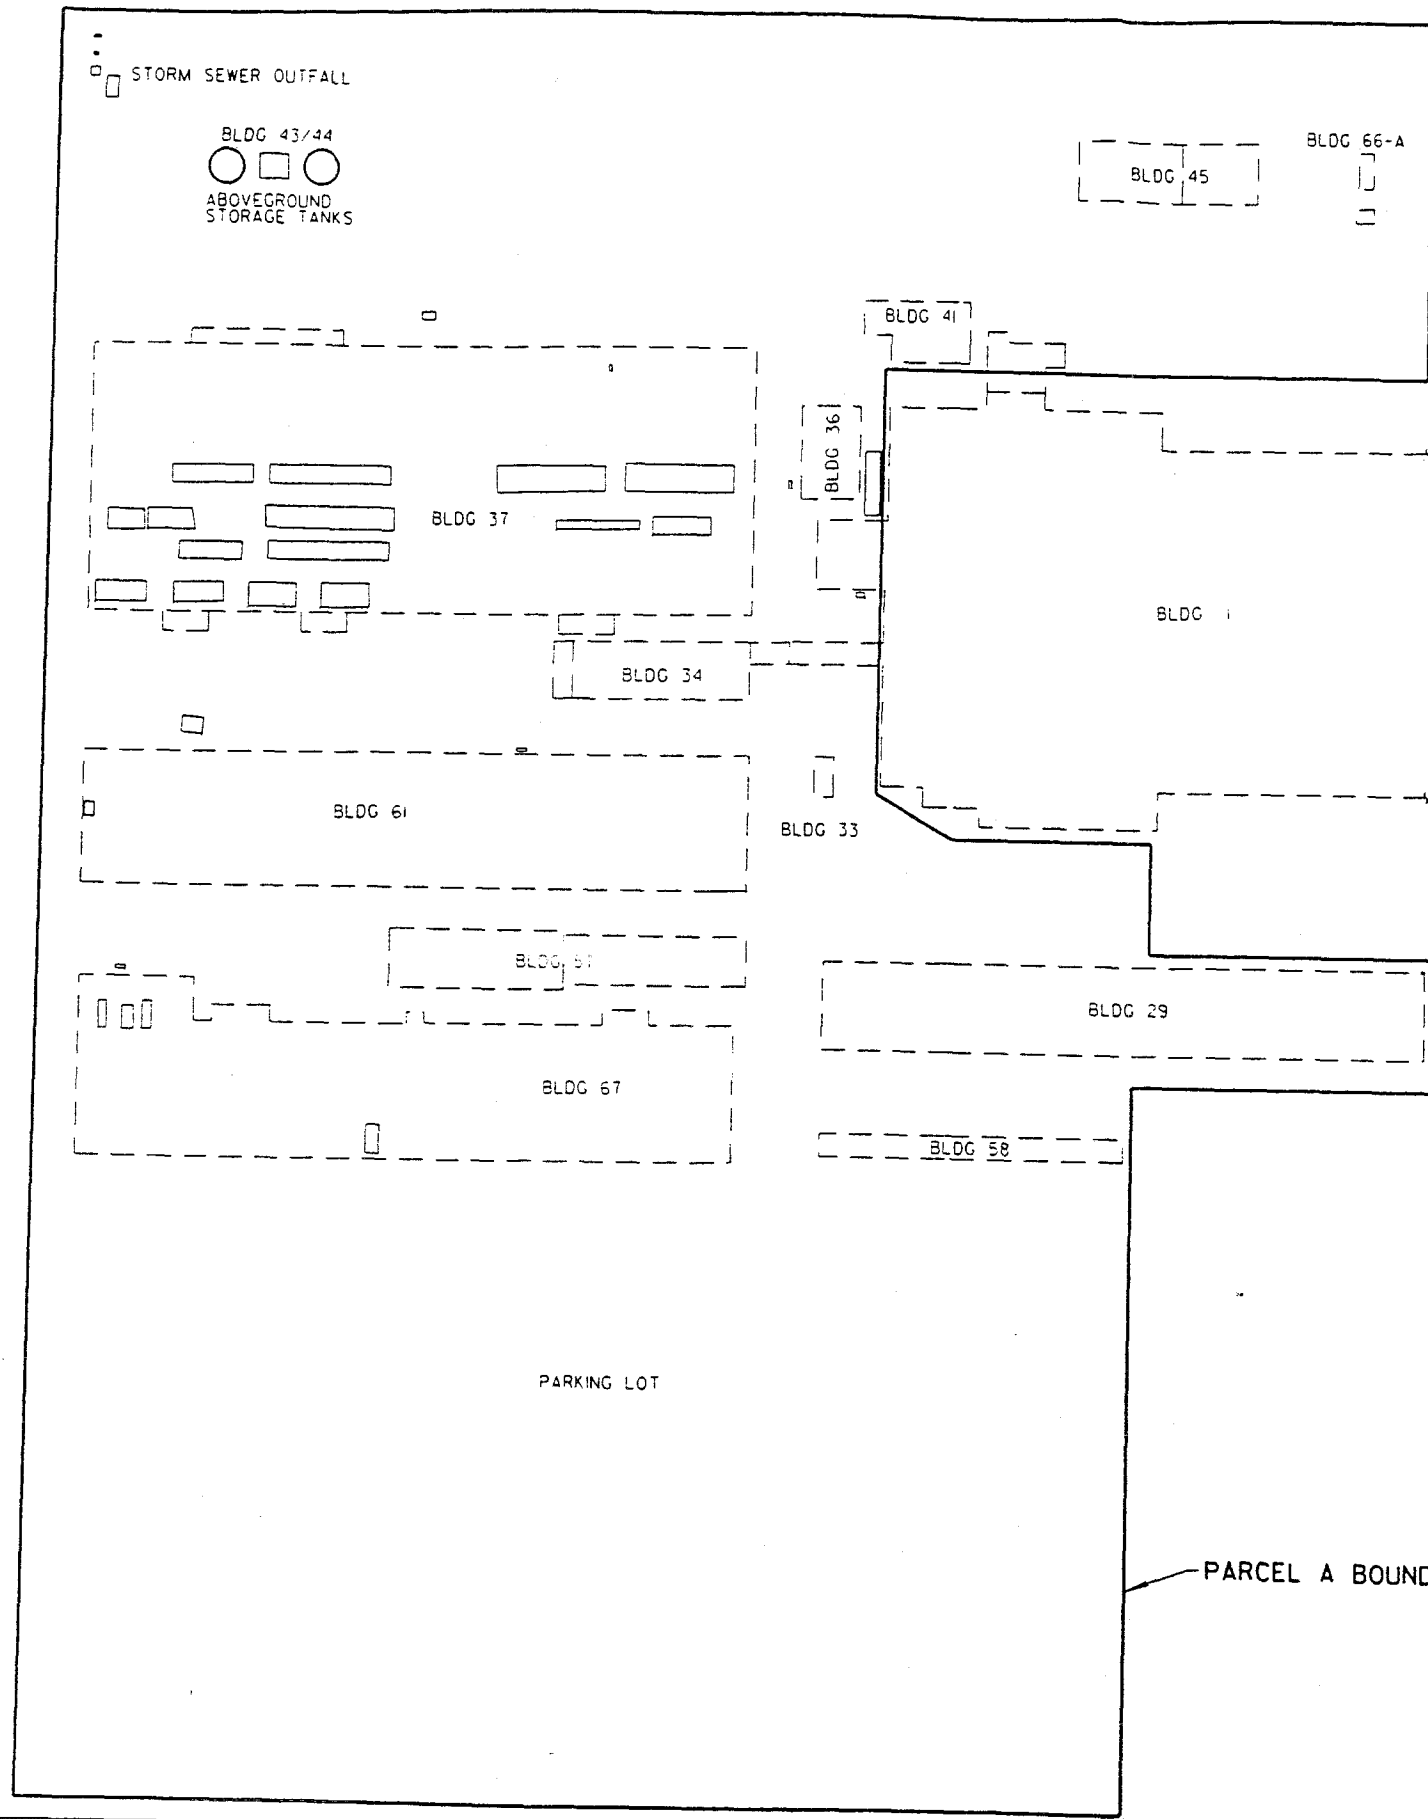 STORM SEWER OUTFALL
BLDG 43/44
ABOVEGROUND
STORAGE TANKS
BLDG 66-A
BLDG 45
BLDG 41
BLDG 36
BLDG 37
BLDG 1
BLDG 34
BLDG 61
BLDG 33
BLDG
BLDG 29
BLDG 67
BLDG 58
PARKING LOT
PARCEL A BOUND